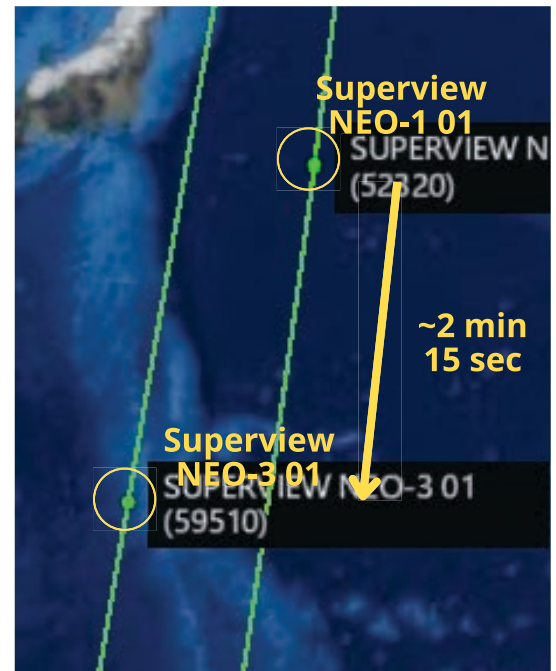 Superview
NEO-1 01
SUPERVIEW N
(52320)
~2 min
15 sec
Superview
NEO-3 01
SUPERVIEW NEO-3 01
(59510)